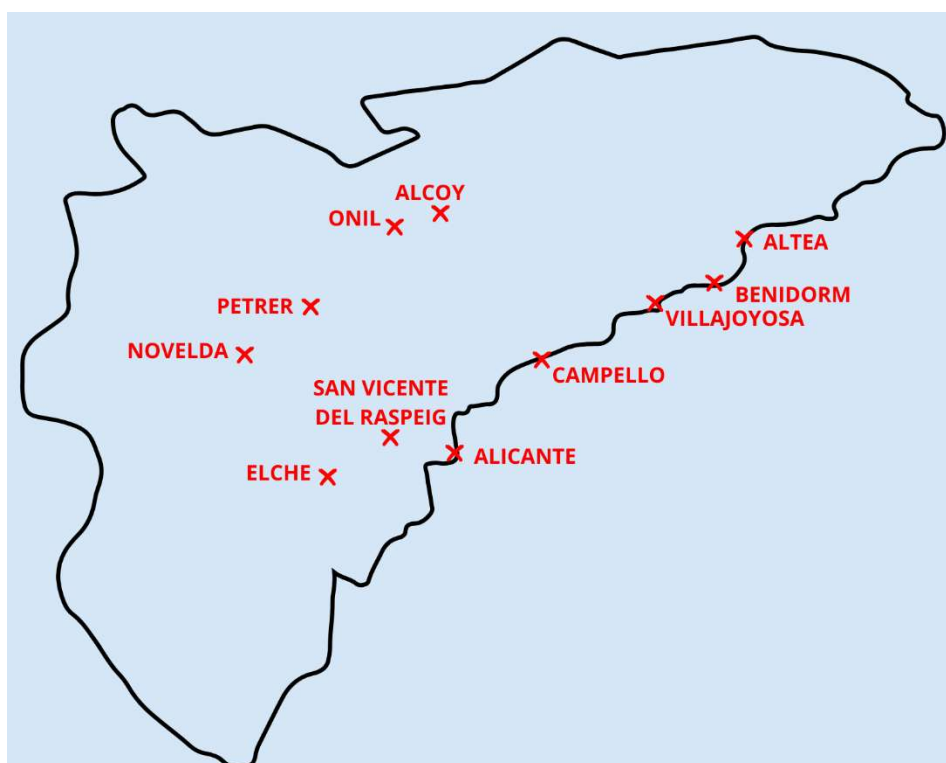 ALCOY
ONIL
ALTEA
BENIDORM
PETRER
VILLAJOYOSA
NOVELDA
CAMPELLO
SAN VICENTE
DEL RASPEIG
ALICANTE
ELCHE